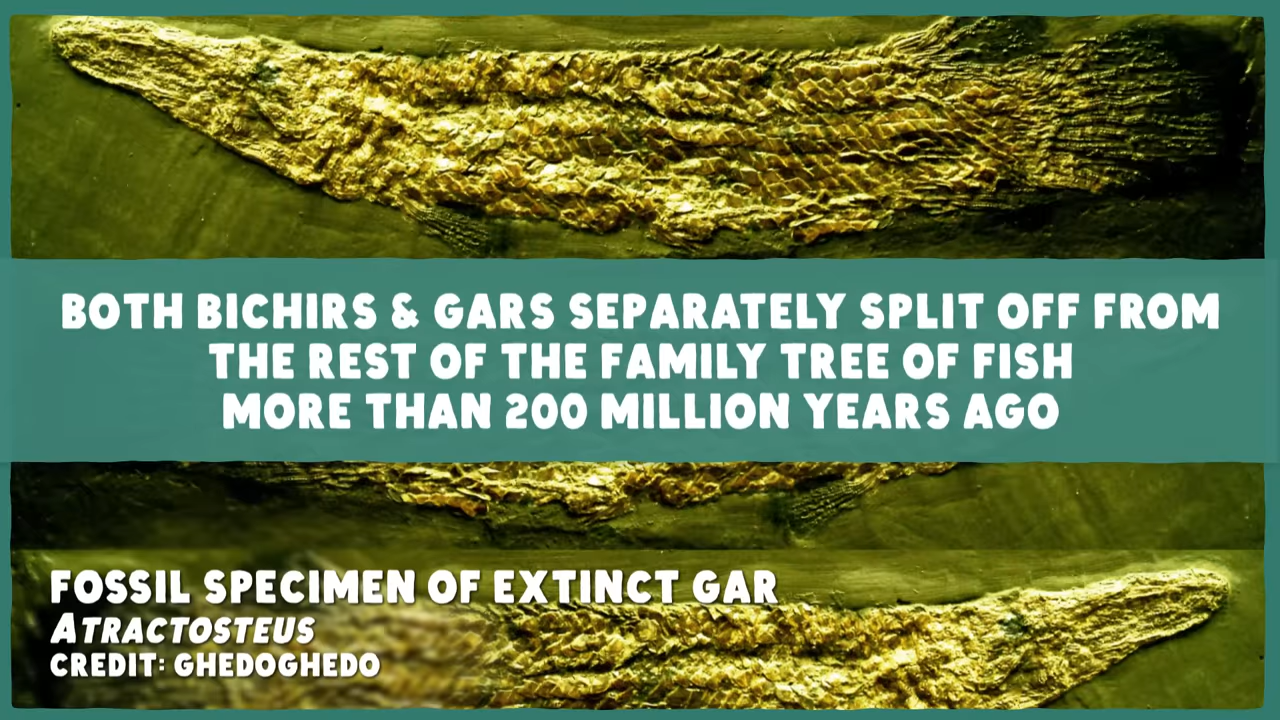 BOTH BICHIRS & GARS SEPARATELY SPLIT OFF FROM
THE REST OF THE FAMILY TREE OF FISH
MORE THAN 200 MILLION YEARS AGO
FOSSIL SPECIMEN OF EXTINCT GAR
ATRACTOSTEUS
CREDIT: GHEDOGHEDO